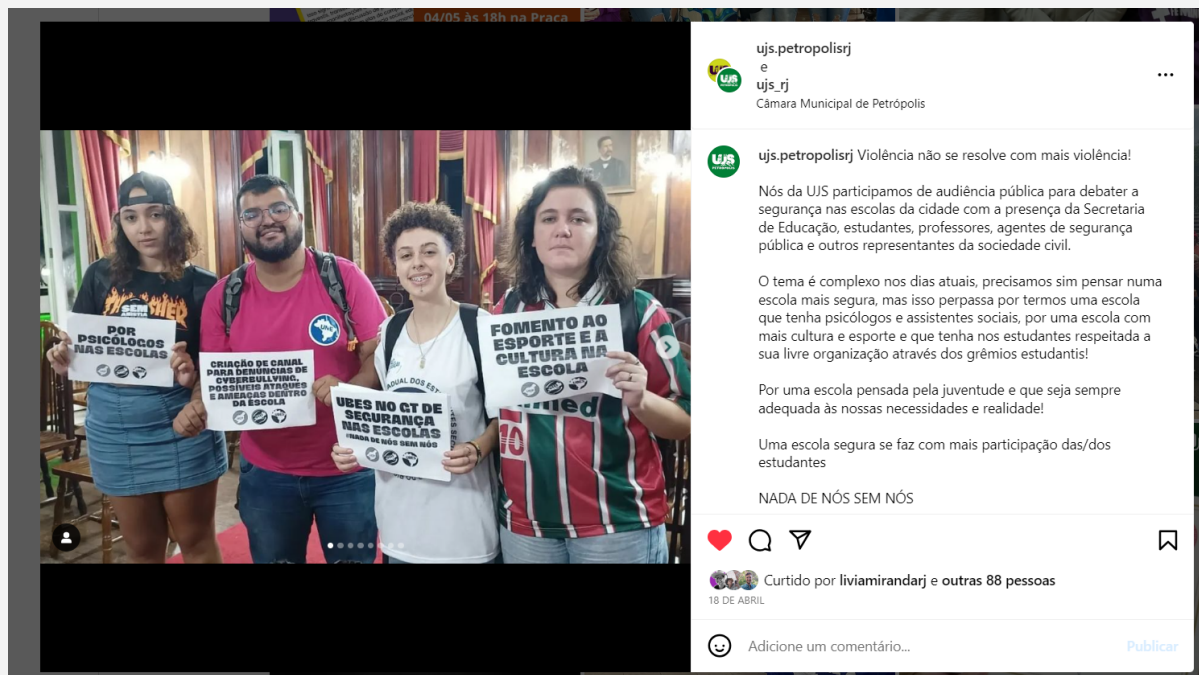 04/05 às 18h na Praça
ujs.petropolisrj
e
ujs_rj
Câmara Municipal de Petrópolis
UJS
ujs.petropolisrj Violência não se resolve com mais violência!
Nós da UJS participamos de audiência pública para debater a
segurança nas escolas da cidade com a presença da Secretaria
de Educação, estudantes, professores, agentes de segurança
pública e outros representantes da sociedade civil.
O tema é complexo nos dias atuais, precisamos sim pensar numa
escola mais segura, mas isso perpassa por termos uma escola
que tenha psicólogos e assistentes sociais, por uma escola com
mais cultura e esporte e que tenha nos estudantes respeitada a
sua livre organização através dos grêmios estudantis!
Por uma escola pensada pela juventude e que seja sempre
adequada às nossas necessidades e realidade!
Uma escola segura se faz com mais participação das/dos
estudantes
NADA DE NÓS SEM NÓS
Curtido por liviamirandarj e outras 88 pessoas
18 DE ABRIL
Adicione um comentário...
Publicar
THRASHER
SEM
ANISTIA
POR
PSICÓLOGOS
NAS ESCOLAS
UNE
CRIAÇÃO DE CANAL
PARA DENÚNCIAS DE
CYBERBULLYING,
POSSÍVEIS ATAQUES
E AMEAÇAS DENTRO
DA ESCOLA
UBES NO GT DE
SEGURANÇA
NAS ESCOLAS
#NADA DE NÓS SEM NÓS
FOMENTO AO
ESPORTE E A
CULTURA NA
ESCOLA
10